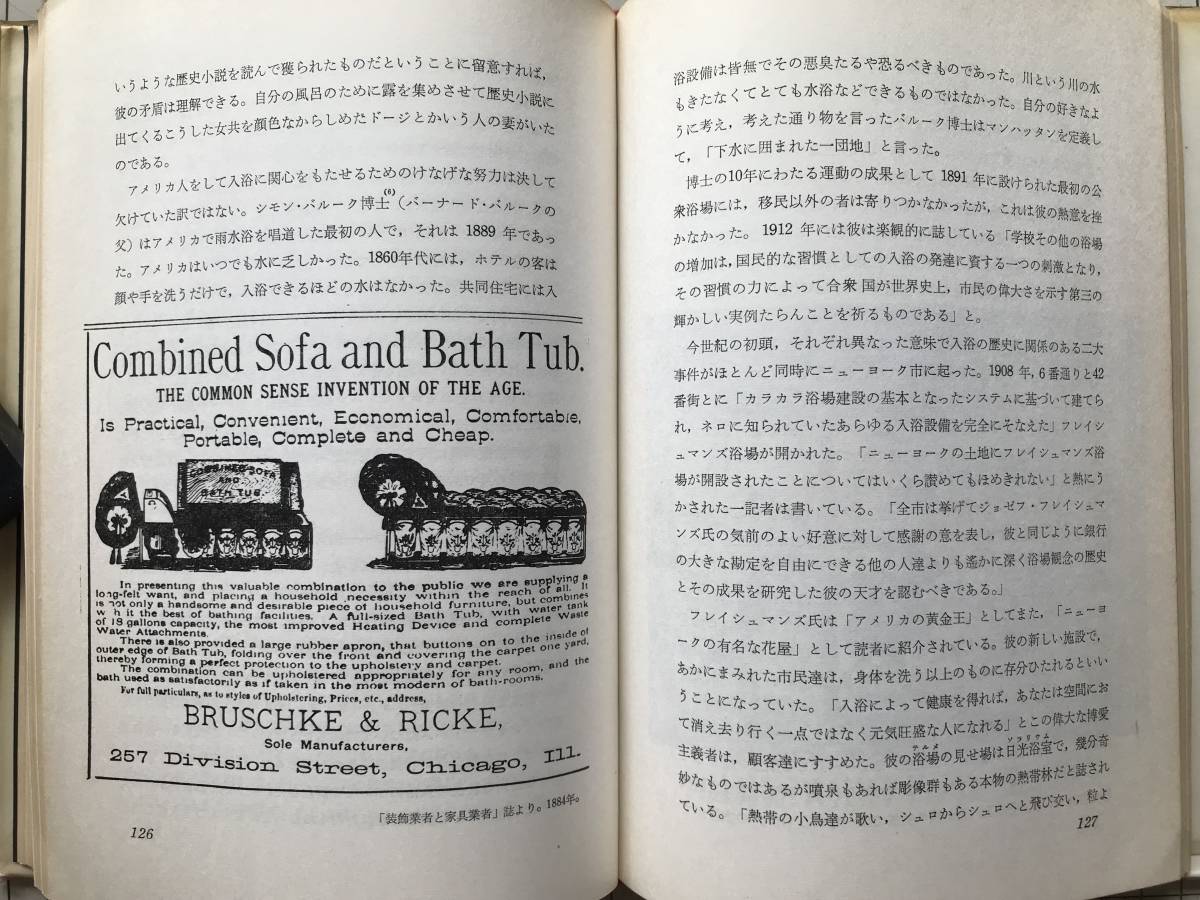 いうような歴史小説を読んで獲られたものだということに留意すれば,
彼の矛盾は理解できる。自分の風呂のために露を集めさせて歴史小説に
出てくるこうした女共を顔色なからしめたドージとかいう人の妻がいた
のである。
アメリカ人をして入浴に関心をもたせるためのけなげな努力は決して
欠けていた訳ではない。シモン・バルーク博士(6)(バーナード・バルークの
父)はアメリカで雨水浴を唱道した最初の人で,それは 1889 年であっ
た。アメリカはいつでも水に乏しかった。1860年代には,ホテルの客は
顔や手を洗うだけで,入浴できるほどの水はなかった。共同住宅には入
Combined Sofa and Bath Tub.
THE COMMON SENSE INVENTION OF THE AGE.
Is Practical, Convenient, Economical, Comfortable,
Portable, Complete and Cheap.
COMBINED SOFA
AND
BATH TUB.
In presenting this valuable combination to the public we are supplying a
long-felt want, and placing a household necessity within the reach of all. It
is not only a handsome and desirable piece of household furniture, but combines
with it the best of bathing facilities. A full-sized Bath Tub, with water tank
of 18 gallons capacity, the most improved Heating Device and complete Waste
Water Attachments.
There is also provided a large rubber apron, that buttons on to the inside of
outer edge of Bath Tub, folding over the front and covering the carpet one yard,
thereby forming a perfect protection to the upholstery and carpet.
The combination can be upholstered appropriately for any room, and the
bath used as satisfactorily as if taken in the most modern of bath-rooms.
For full particulars, as to styles of Upholstering, Prices, etc., address,
BRUSCHKE & RICKE,
Sole Manufacturers,
257 Division Street, Chicago, Ill.
「装飾業者と家具業者」誌より。1884年。
126
浴設備は皆無でその悪臭たるや恐るべきものであった。川という川の水
もきたなくてとても水浴などできるものではなかった。自分の好きなよ
うに考え,考えた通り物を言ったバルーク博士はマンハッタンを定義し
て,「下水に囲まれた一団地」と言った。
博士の10年にわたる運動の成果として 1891 年に設けられた最初の公
衆浴場には,移民以外の者は寄りつかなかったが,これは彼の熱意を挫
かなかった。1912 年には彼は楽観的に誌している「学校その他の浴場
の増加は,国民的な習慣としての入浴の発達に資する一つの刺激となり,
その習慣の力によって合衆国が世界史上,市民の偉大さを示す第三の
輝かしい実例たらんことを祈るものである」と。
今世紀の初頭,それぞれ異なった意味で入浴の歴史に関係のある二大
事件がほとんど同時にニューヨーク市に起った。1908 年,6 番通りと42
番街とに「カラカラ浴場建設の基本となったシステムに基づいて建てら
れ,ネロに知られていたあらゆる入浴設備を完全にそなえた」フレイシ
ュマンズ浴場が開かれた。「ニューヨークの土地にフレイシュマンズ浴
場が開設されたことについてはいくら讃めてもほめきれない」と熱にう
かされた一記者は書いている。「全市は挙げてジョゼフ・フレイシュマ
ンズ氏の気前のよい好意に対して感謝の意を表し,彼と同じように銀行
の大きな勘定を自由にできる他の人達よりも遙かに深く浴場観念の歴史
とその成果を研究した彼の天才を認むべきである。」
フレイシュマンズ氏は「アメリカの黄金王」としてまた,「ニューヨ
ークの有名な花屋」として読者に紹介されている。彼の新しい施設で,
あかにまみれた市民達は,身体を洗う以上のものに存分ひたれるといい
うことになっていた。「入浴によって健康を得れば,あなたは空間にお
て消え去り行く一点ではなく元気旺盛な人になれる」とこの偉大な博愛
主義者は,顧客達にすすめた。彼の浴場(テルメ)の見せ場は日光浴室(ソラリウム)で,幾分奇
妙なものではあるが噴泉もあれば彫像群もある本物の熱帯林だと誌され
ている。「熱帯の小鳥達が歌い,シュロからシュロへと飛び交い,粒よ
127